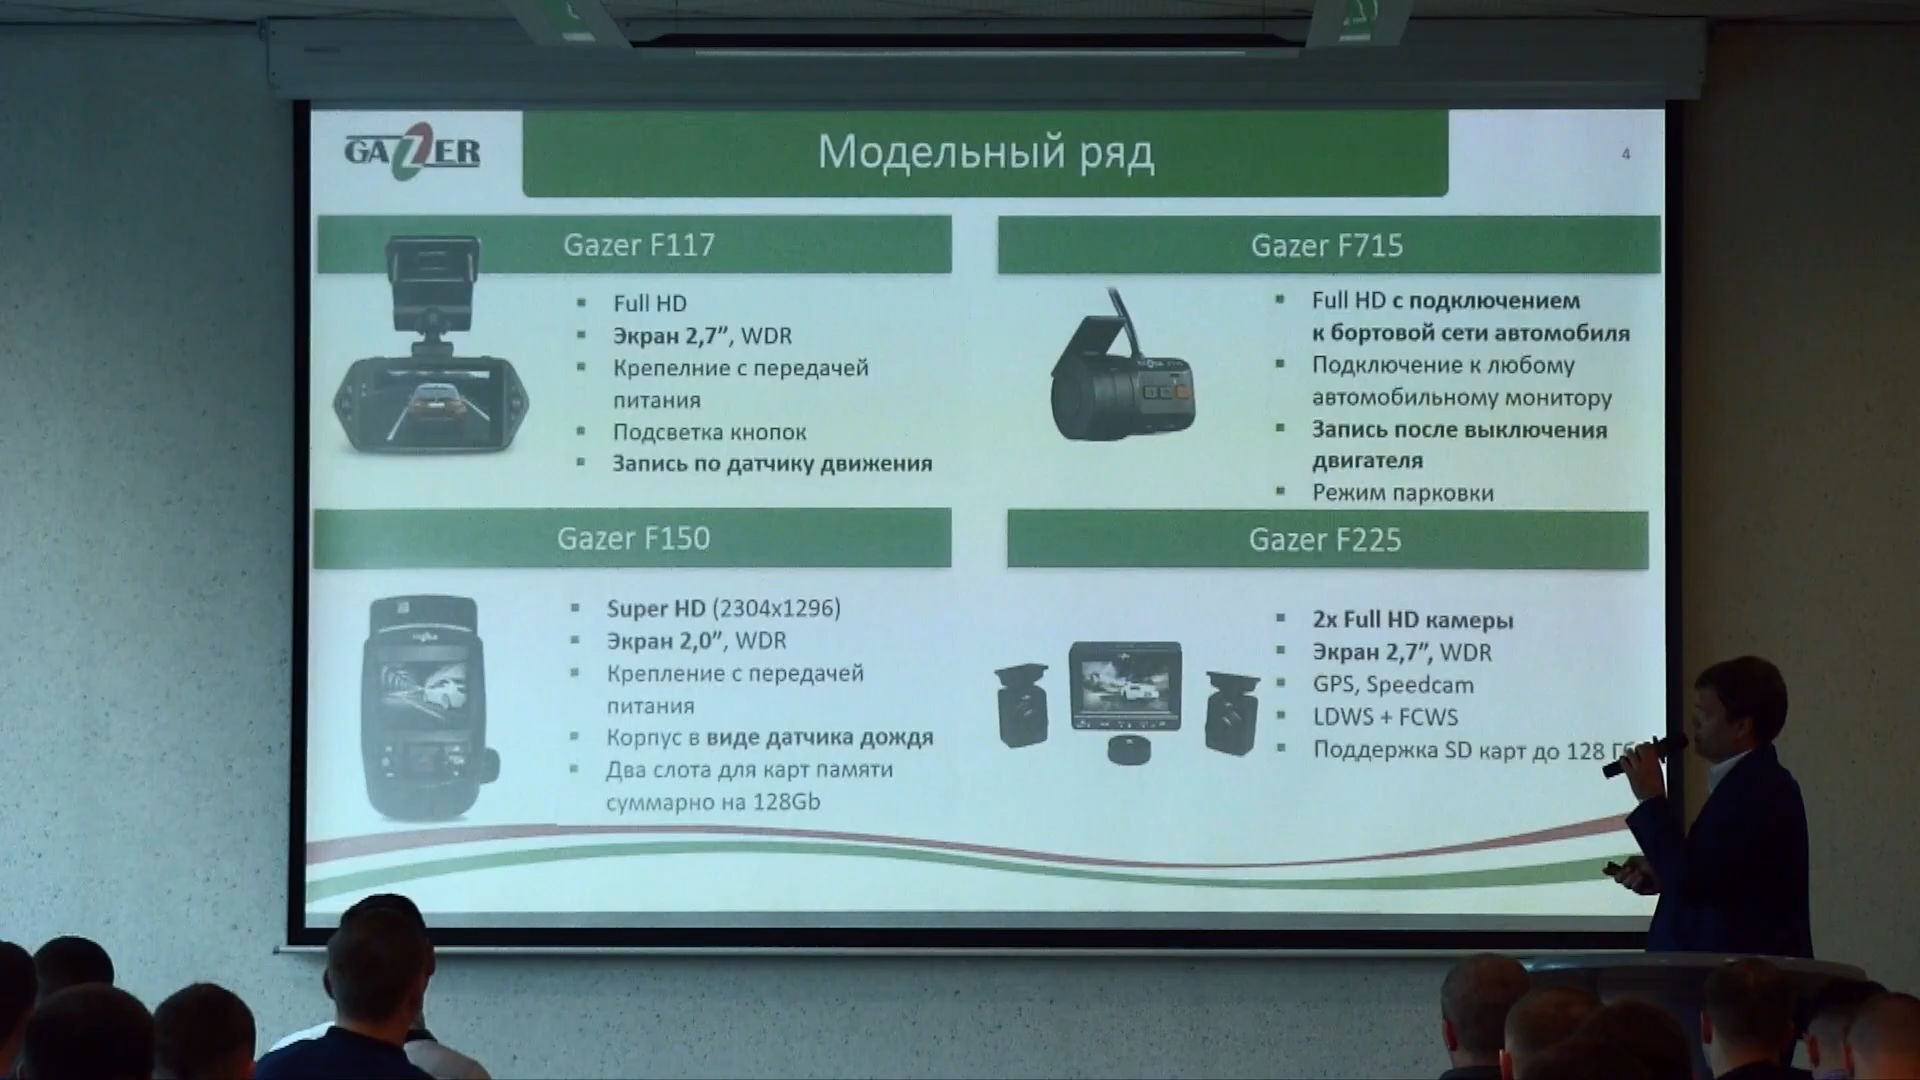 GAZER
Модельный ряд
4
Gazer F117
Full HD
Экран 2,7”, WDR
Крепелние с передачей
питания
Подсветка кнопок
Запись по датчику движения
Gazer F715
Full HD с подключением
к бортовой сети автомобиля
Подключение к любому
автомобильному монитору
Запись после выключения
двигателя
Режим парковки
Gazer F150
Super HD (2304x1296)
Экран 2,0”, WDR
Крепление с передачей
питания
Корпус в виде датчика дождя
Два слота для карт памяти
суммарно на 128Gb
Gazer F225
2x Full HD камеры
Экран 2,7”, WDR
GPS, Speedcam
LDWS + FCWS
Поддержка SD карт до 128